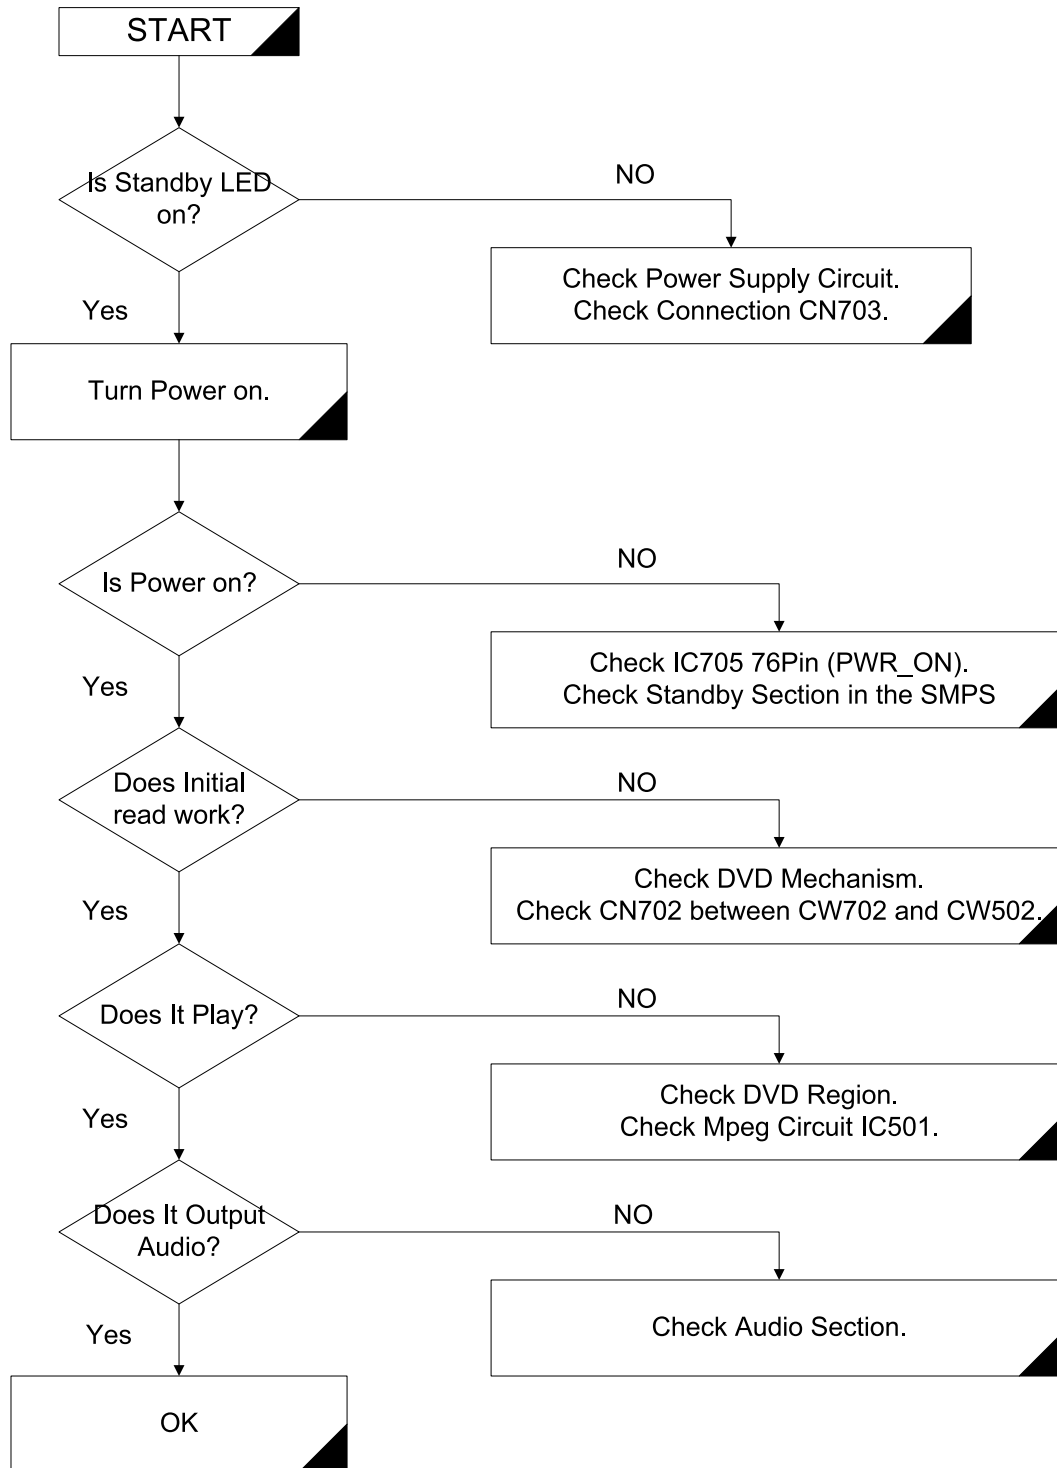 START
Is Standby LED
on?
NO
Check Power Supply Circuit.
Check Connection CN703.
Yes
Turn Power on.
Is Power on?
NO
Check IC705 76Pin (PWR_ON).
Check Standby Section in the SMPS
Yes
Does Initial
read work?
NO
Check DVD Mechanism.
Check CN702 between CW702 and CW502.
Yes
Does It Play?
NO
Check DVD Region.
Check Mpeg Circuit IC501.
Yes
Does It Output
Audio?
NO
Check Audio Section.
Yes
OK